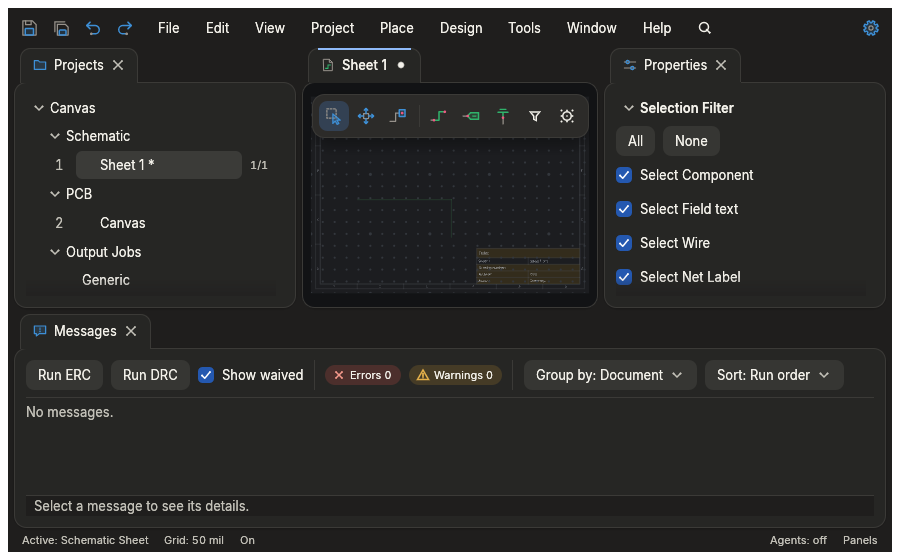 File Edit View Project Place Design Tools Window Help
Projects
Sheet 1
Properties
Canvas
Schematic
1 Sheet 1 * 1/1
PCB
2 Canvas
Output Jobs
Generic
Selection Filter
All None
Select Component
Select Field text
Select Wire
Select Net Label
Messages
Run ERC Run DRC Show waived Errors 0 Warnings 0 Group by: Document Sort: Run order
No messages.
Select a message to see its details.
Active: Schematic Sheet Grid: 50 mil On Agents: off Panels